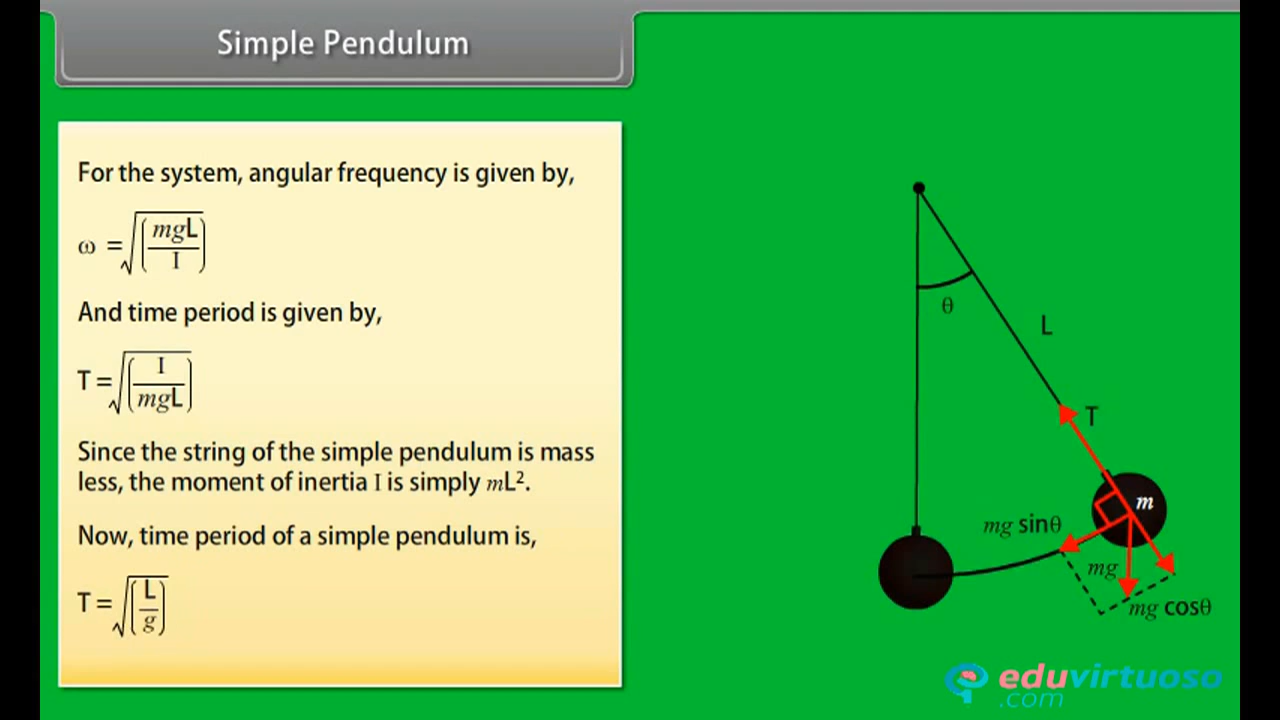 Simple Pendulum
For the system, angular frequency is given by,
ω = √(mgL/I)
And time period is given by,
T = √(I/mgL)
Since the string of the simple pendulum is mass
less, the moment of inertia I is simply mL².
Now, time period of a simple pendulum is,
T = √(L/g)
θ
L
T
m
mg sinθ
mg
mg cosθ
eduvirtuoso
.com